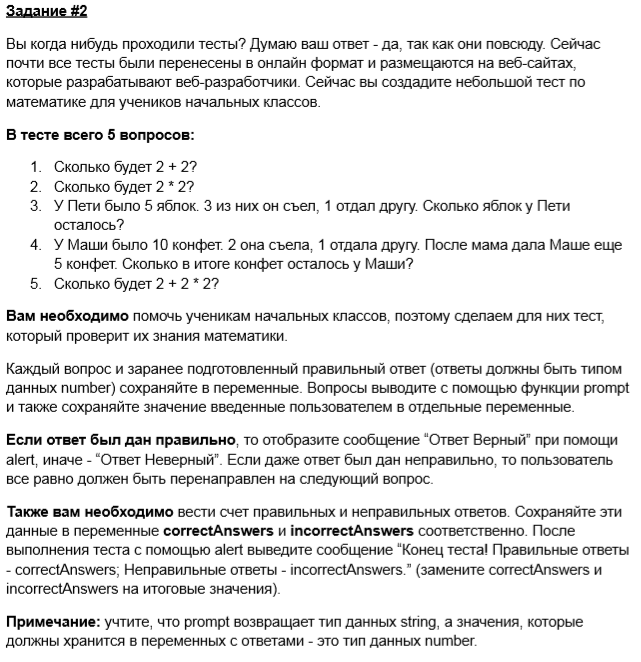 Задание #2
Вы когда нибудь проходили тесты? Думаю ваш ответ - да, так как они повсюду. Сейчас
почти все тесты были перенесены в онлайн формат и размещаются на веб-сайтах,
которые разрабатывают веб-разработчики. Сейчас вы создадите небольшой тест по
математике для учеников начальных классов.
В тесте всего 5 вопросов:
1. Сколько будет 2 + 2?
2. Сколько будет 2 * 2?
3. У Пети было 5 яблок. 3 из них он съел, 1 отдал другу. Сколько яблок у Пети
осталось?
4. У Маши было 10 конфет. 2 она съела, 1 отдала другу. После мама дала Маше еще
5 конфет. Сколько в итоге конфет осталось у Маши?
5. Сколько будет 2 + 2 * 2?
Вам необходимо помочь ученикам начальных классов, поэтому сделаем для них тест,
который проверит их знания математики.
Каждый вопрос и заранее подготовленный правильный ответ (ответы должны быть типом
данных number) сохраняйте в переменные. Вопросы выводите с помощью функции prompt
и также сохраняйте значение введенные пользователем в отдельные переменные.
Если ответ был дан правильно, то отобразите сообщение “Ответ Верный” при помощи
alert, иначе - “Ответ Неверный”. Если даже ответ был дан неправильно, то пользователь
все равно должен быть перенаправлен на следующий вопрос.
Также вам необходимо вести счет правильных и неправильных ответов. Сохраняйте эти
данные в переменные correctAnswers и incorrectAnswers соответственно. После
выполнения теста с помощью alert выведите сообщение “Конец теста! Правильные ответы
- correctAnswers; Неправильные ответы - incorrectAnswers.” (замените correctAnswers и
incorrectAnswers на итоговые значения).
Примечание: учтите, что prompt возвращает тип данных string, а значения, которые
должны хранится в переменных с ответами - это тип данных number.